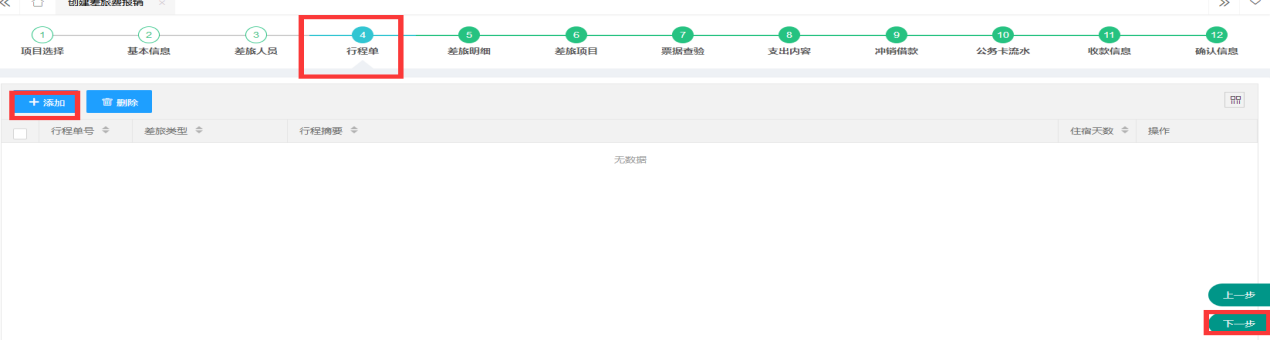 创建差旅费报销
1 2 3 4 5 6 7 8 9 10 11 12
项目选择 基本信息 差旅人员 行程单 差旅明细 差旅项目 票据查验 支出内容 冲销借款 公务卡流水 收款信息 确认信息
+ 添加 删除
行程单号 差旅类型 行程摘要 住宿天数 操作
无数据
上一步
下一步